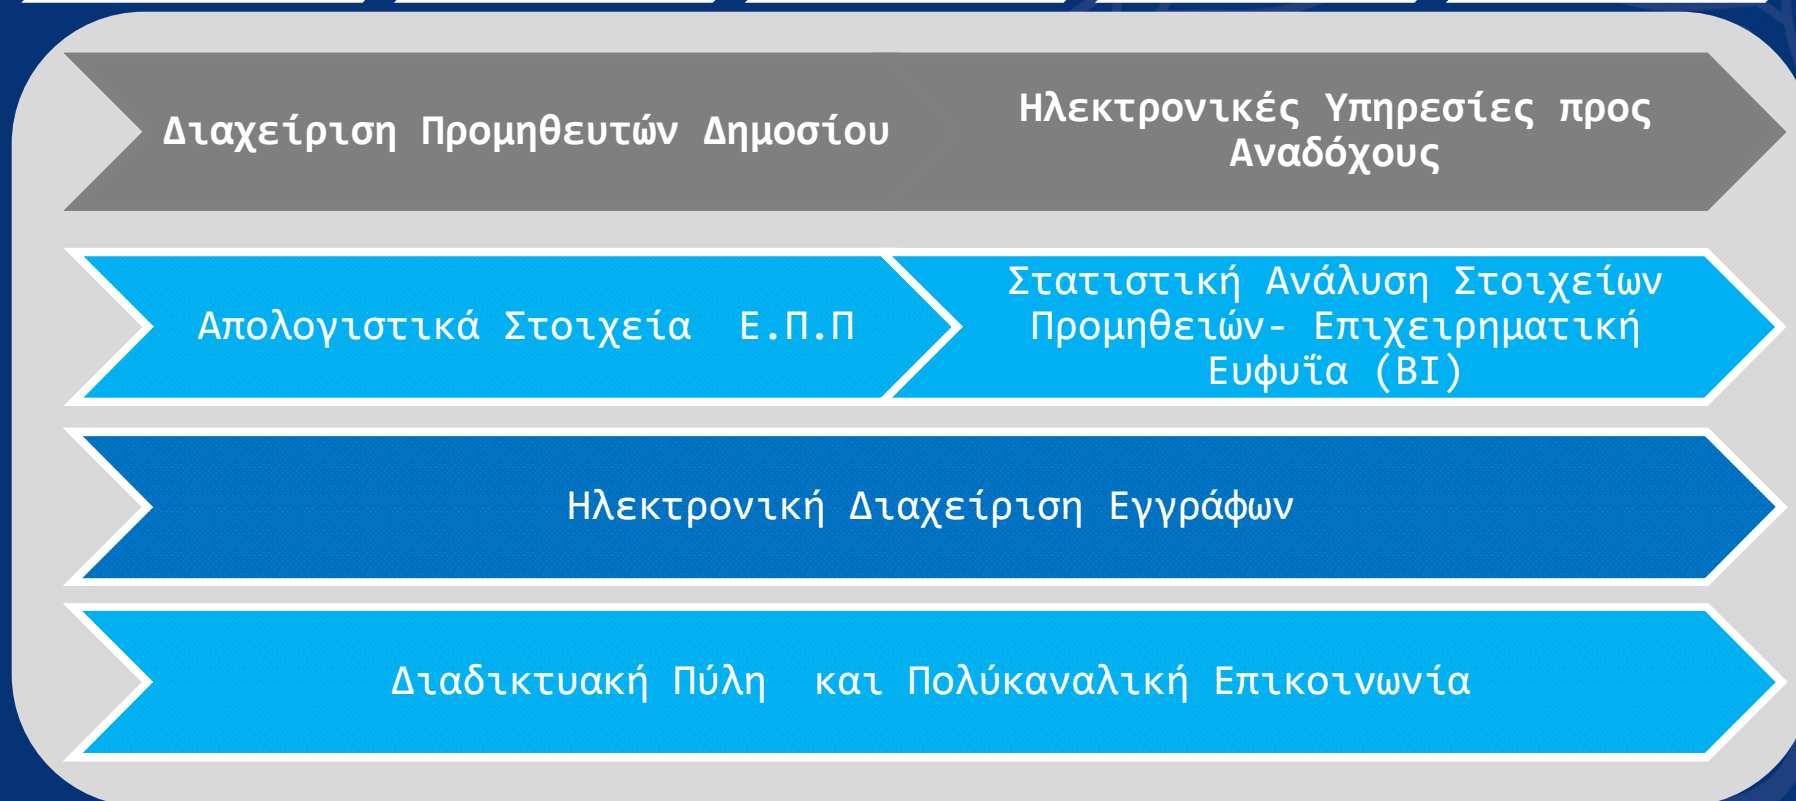 Διαχείριση Προμηθευτών Δημοσίου
Ηλεκτρονικές Υπηρεσίες προς
Αναδόχους
Απολογιστικά Στοιχεία  Ε.Π.Π
Στατιστική Ανάλυση Στοιχείων
Προμηθειών- Επιχειρηματική
Ευφυΐα (BI)
Ηλεκτρονική Διαχείριση Εγγράφων
Διαδικτυακή Πύλη  και Πολύκαναλική Επικοινωνία